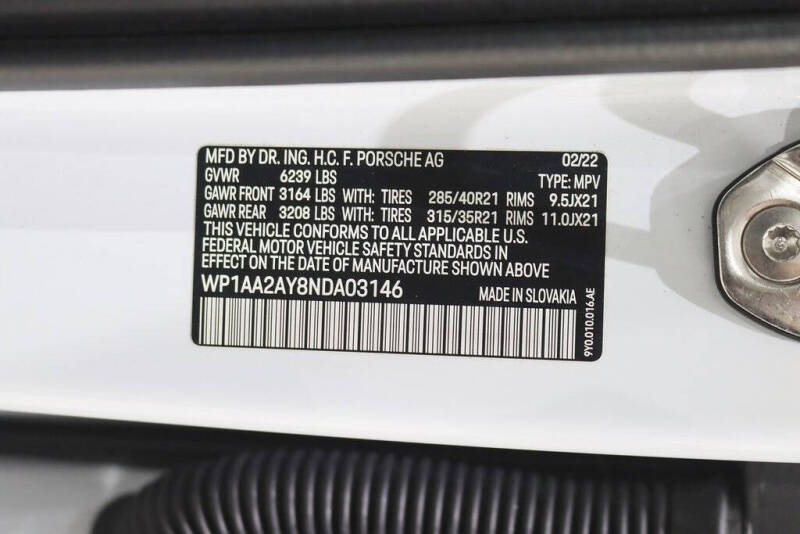 MFD BY DR. ING. H.C. F. PORSCHE AG 02/22
GVWR 6239 LBS TYPE: MPV
GAWR FRONT 3164 LBS WITH: TIRES 285/40R21 RIMS 9.5JX21
GAWR REAR 3208 LBS WITH: TIRES 315/35R21 RIMS 11.0JX21
THIS VEHICLE CONFORMS TO ALL APPLICABLE U.S.
FEDERAL MOTOR VEHICLE SAFETY STANDARDS IN
EFFECT ON THE DATE OF MANUFACTURE SHOWN ABOVE
WP1AA2AY8NDA03146 MADE IN SLOVAKIA
9Y0.010.016.AE